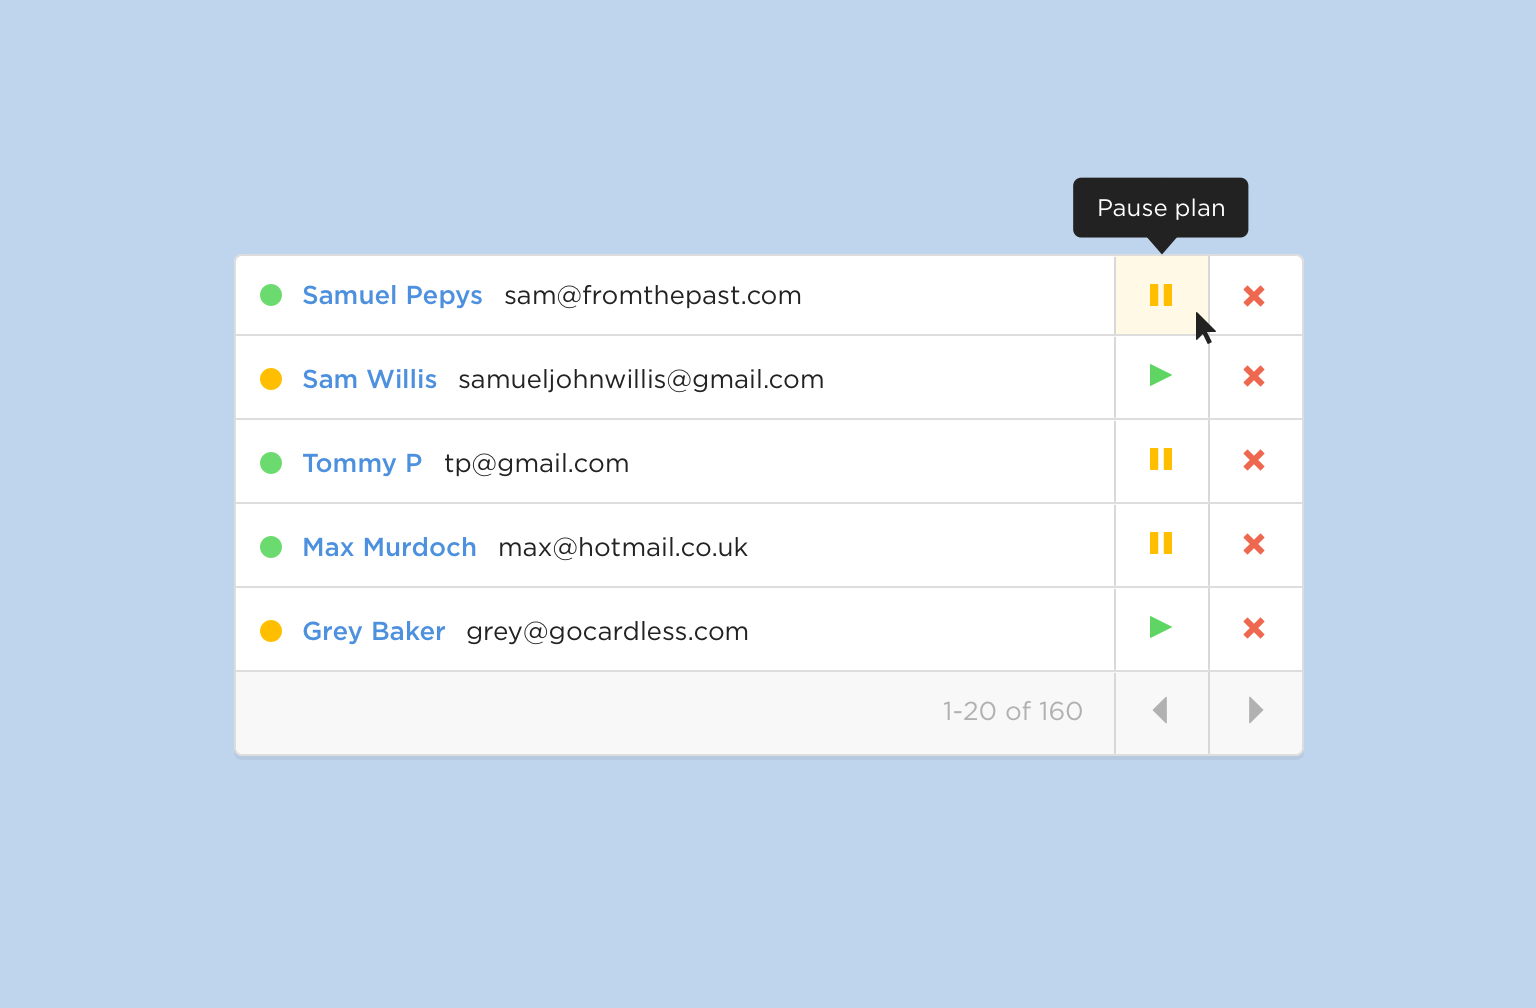 Pause plan
Samuel Pepys sam@fromthepast.com
Sam Willis samueljohnwillis@gmail.com
Tommy P tp@gmail.com
Max Murdoch max@hotmail.co.uk
Grey Baker grey@gocardless.com
1-20 of 160